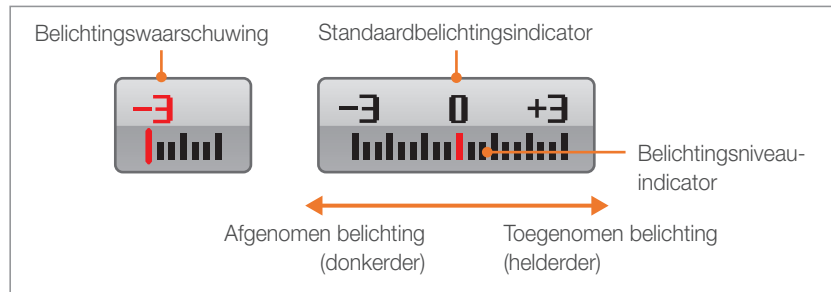 Belichtingswaarschuwing
Standaardbelichtingsindicator
-3
-3 0 +3
Belichtingsniveau-
indicator
Afgenomen belichting
(donkerder)
Toegenomen belichting
(helderder)